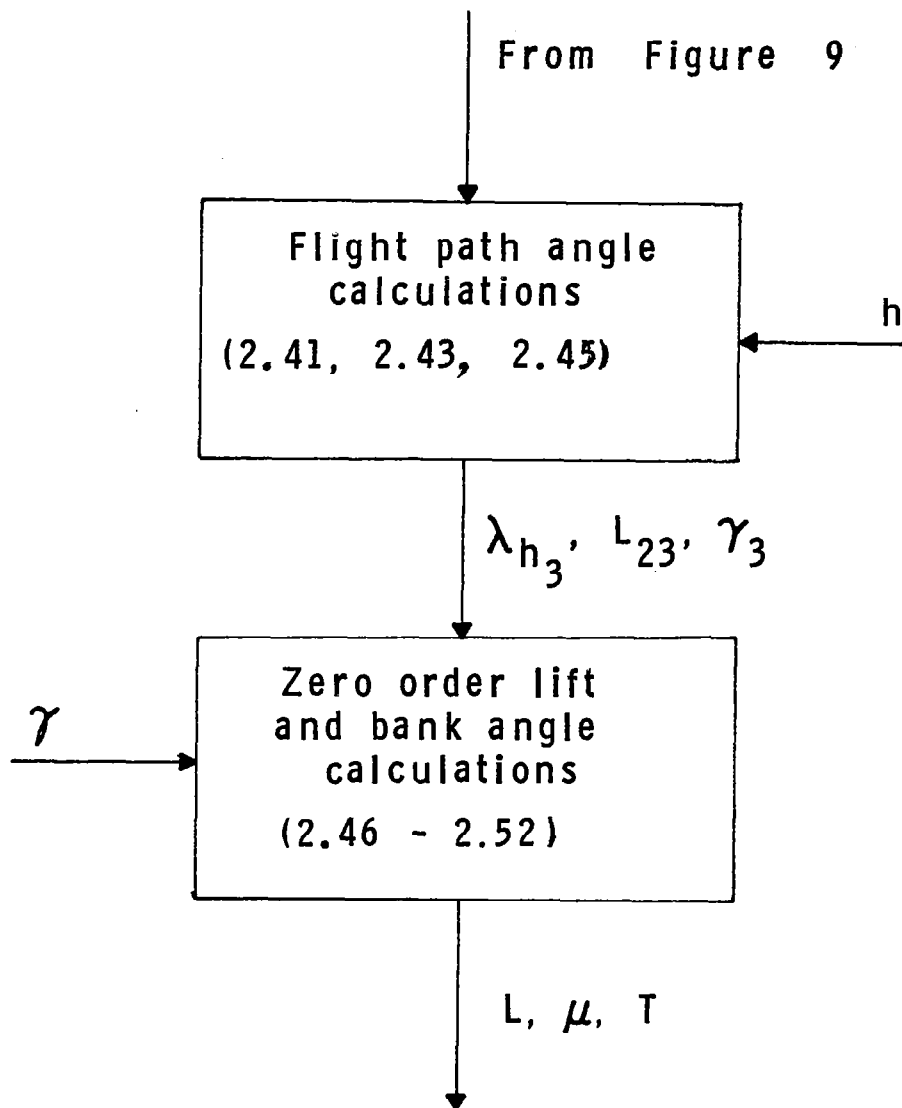 From Figure 9
Flight path angle
calculations
(2.41, 2.43, 2.45)
h
λh3, L23, γ3
Zero order lift
and bank angle
calculations
(2.46 - 2.52)
γ
L, μ, T